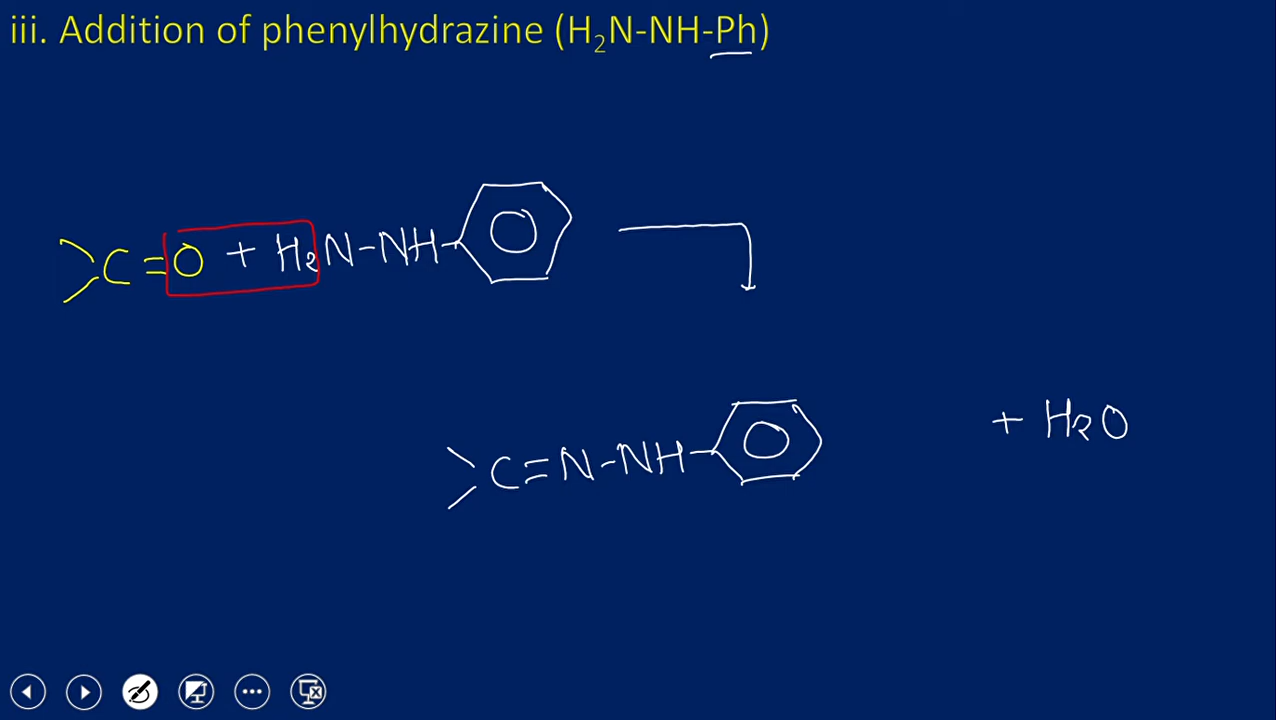 iii. Addition of phenylhydrazine (H₂N-NH-Ph)
C=O + H₂N-NH-
C=N-NH- + H₂O